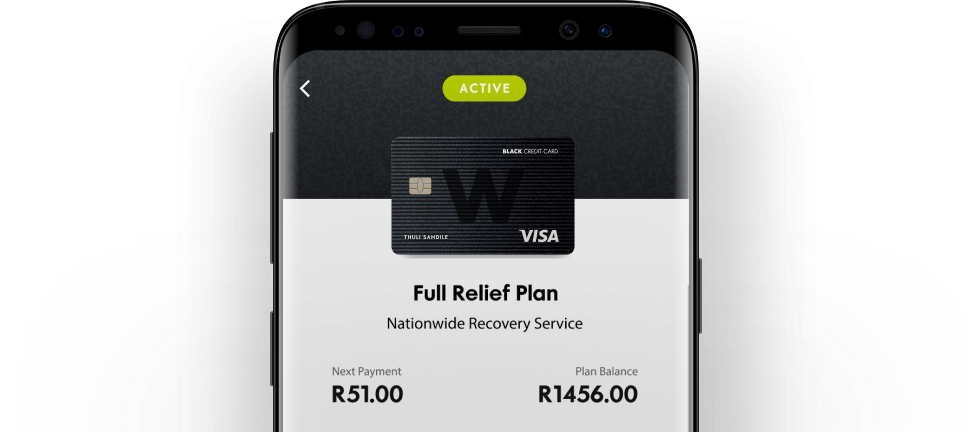 ACTIVE
BLACK CREDIT CARD
W
THULI SANDILE
VISA
Full Relief Plan
Nationwide Recovery Service
Next Payment
Plan Balance
R51.00
R1456.00